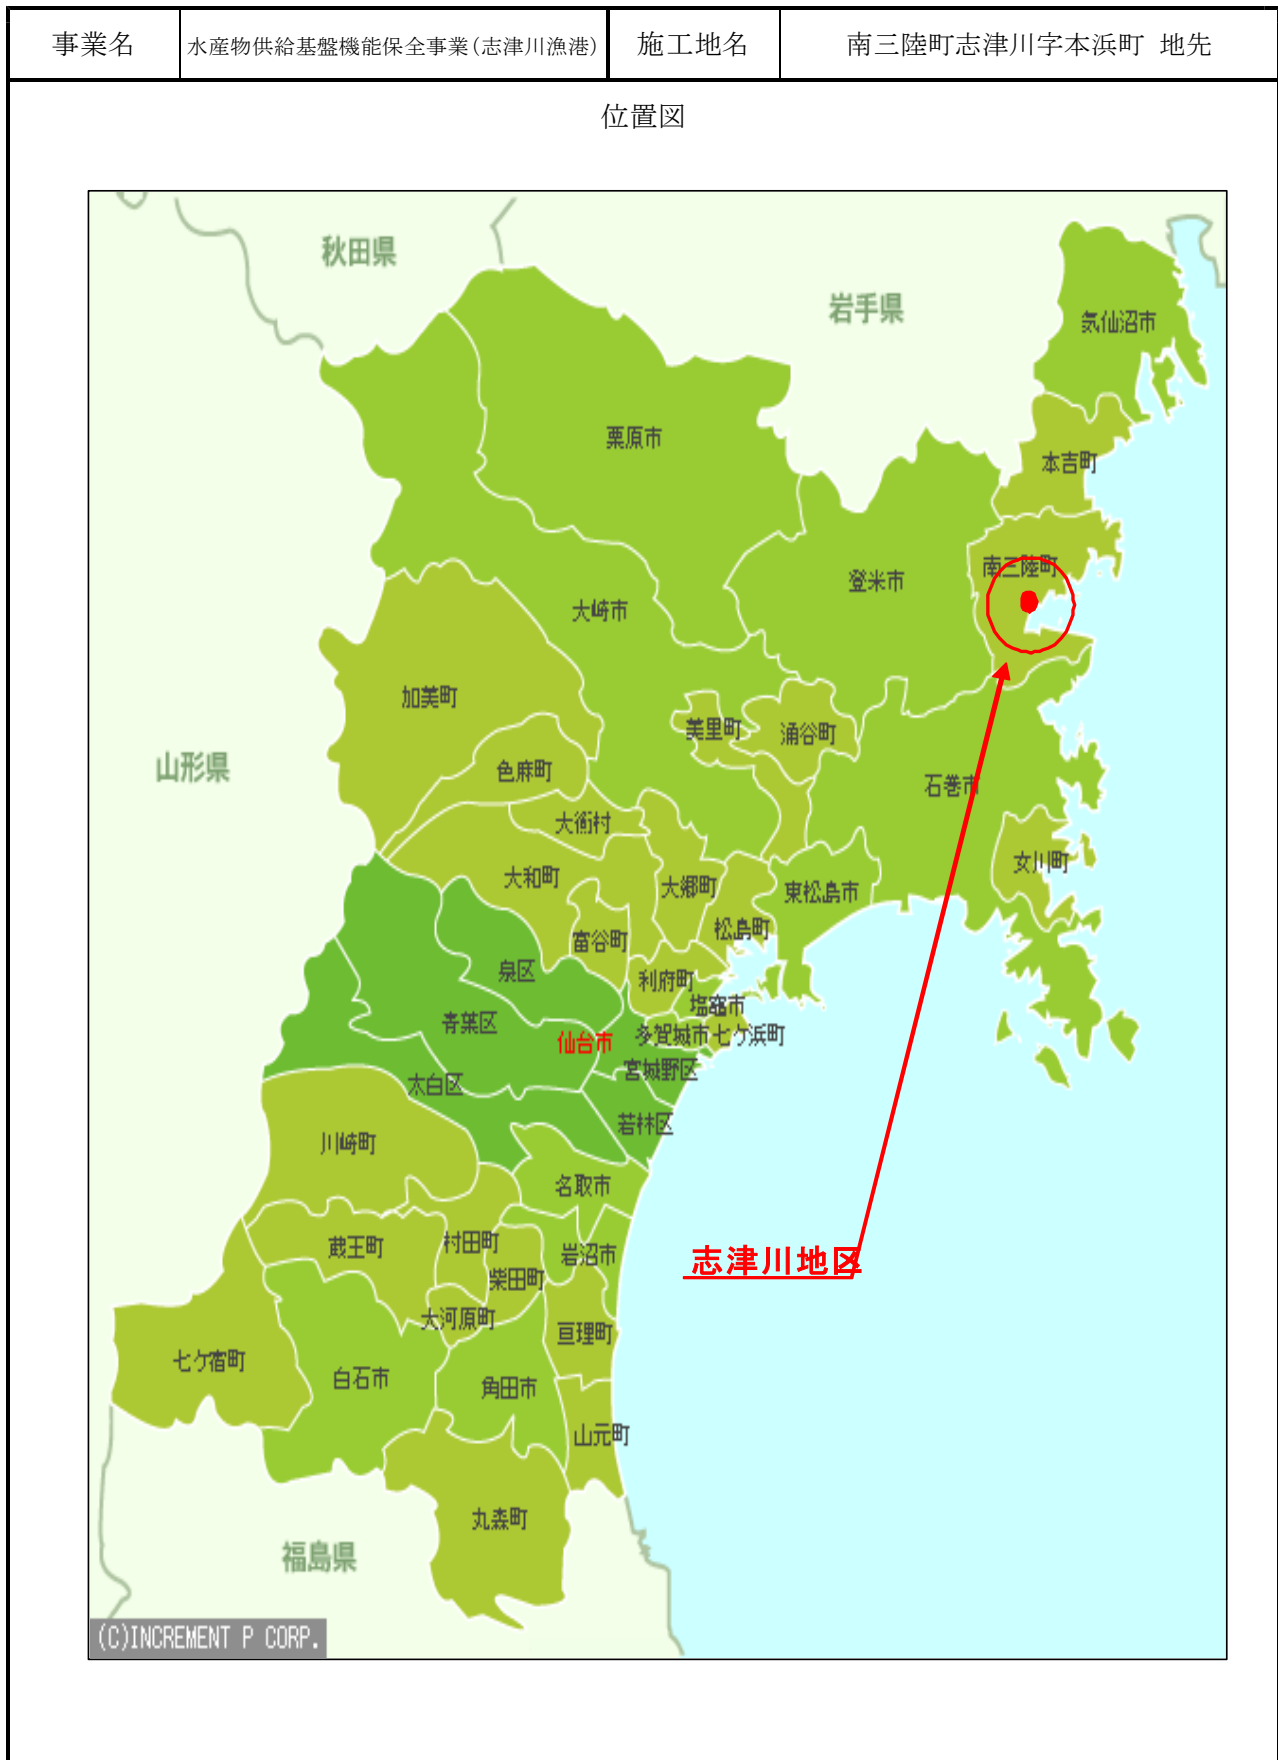 事業名
水産物供給基盤機能保全事業(志津川漁港)
施工地名
南三陸町志津川字本浜町 地先
位置図
秋田県
岩手県
気仙沼市
栗原市
本吉町
南三陸町
登米市
大崎市
加美町
美里町
涌谷町
山形県
色麻町
石巻市
大衡村
女川町
大和町
大郷町
東松島市
松島町
富谷町
泉区
利府町
塩竈市
青葉区
仙台市
多賀城市
七ケ浜町
宮城野区
太白区
若林区
川崎町
名取市
村田町
蔵王町
岩沼市
志津川地区
柴田町
大河原町
亘理町
七ケ宿町
白石市
角田市
山元町
丸森町
福島県
(C)INCREMENT P CORP.